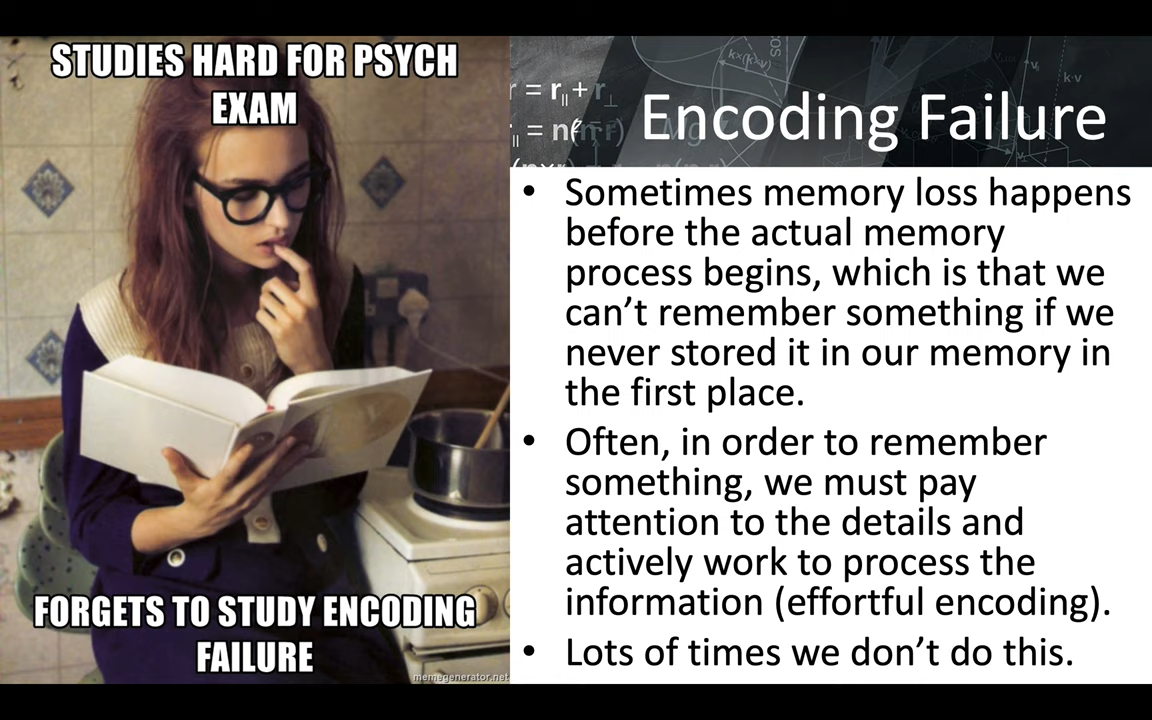 STUDIES HARD FOR PSYCH
EXAM
FORGETS TO STUDY ENCODING
FAILURE
memegenerator.net
Encoding Failure
• Sometimes memory loss happens
before the actual memory
process begins, which is that we
can’t remember something if we
never stored it in our memory in
the first place.
• Often, in order to remember
something, we must pay
attention to the details and
actively work to process the
information (effortful encoding).
• Lots of times we don’t do this.